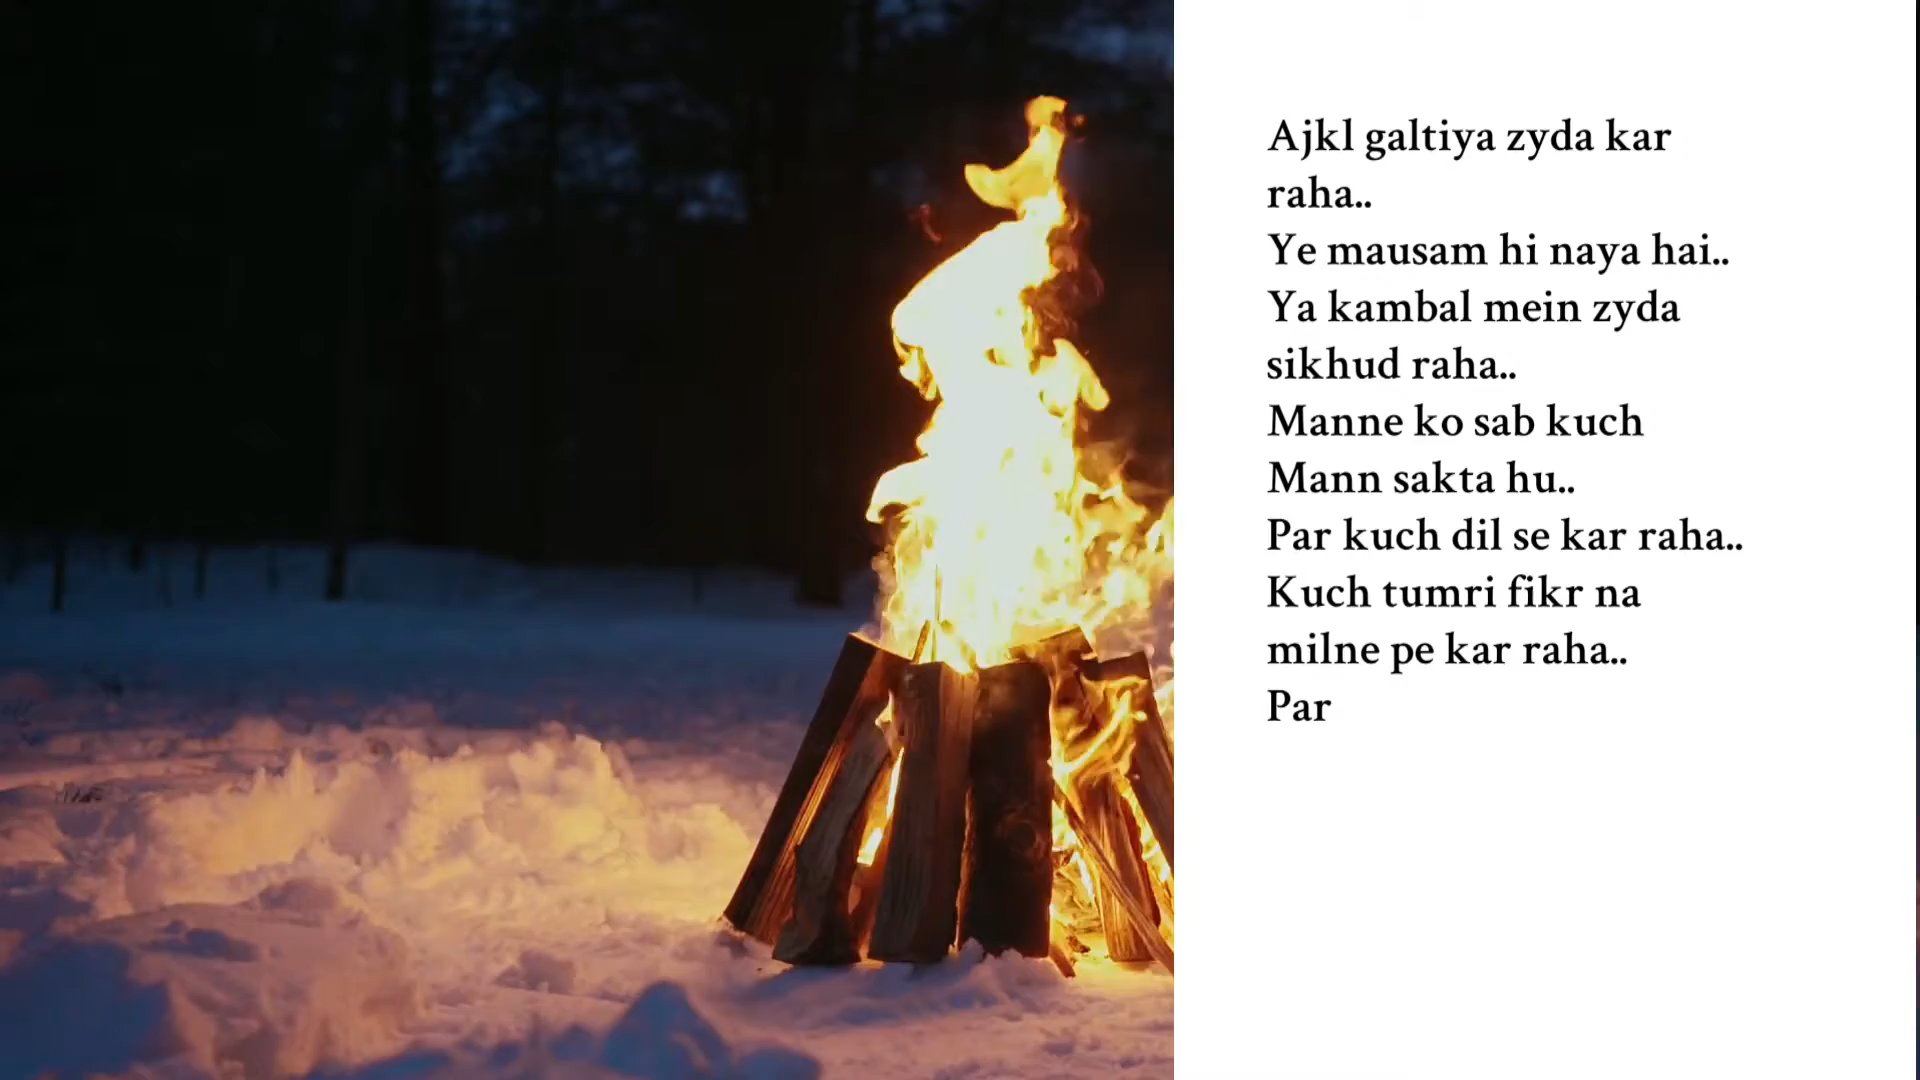 Ajkl galtiya zyda kar
raha..
Ye mausam hi naya hai..
Ya kambal mein zyda
sikhud raha..
Manne ko sab kuch
Mann sakta hu..
Par kuch dil se kar raha..
Kuch tumri fikr na
milne pe kar raha..
Par